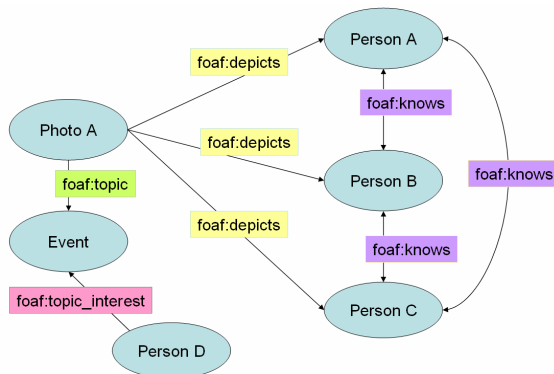 Person A
foaf:depicts
foaf:knows
Photo A
foaf:depicts
foaf:knows
foaf:topic
Person B
foaf:depicts
Event
foaf:knows
foaf:topic_interest
Person C
Person D